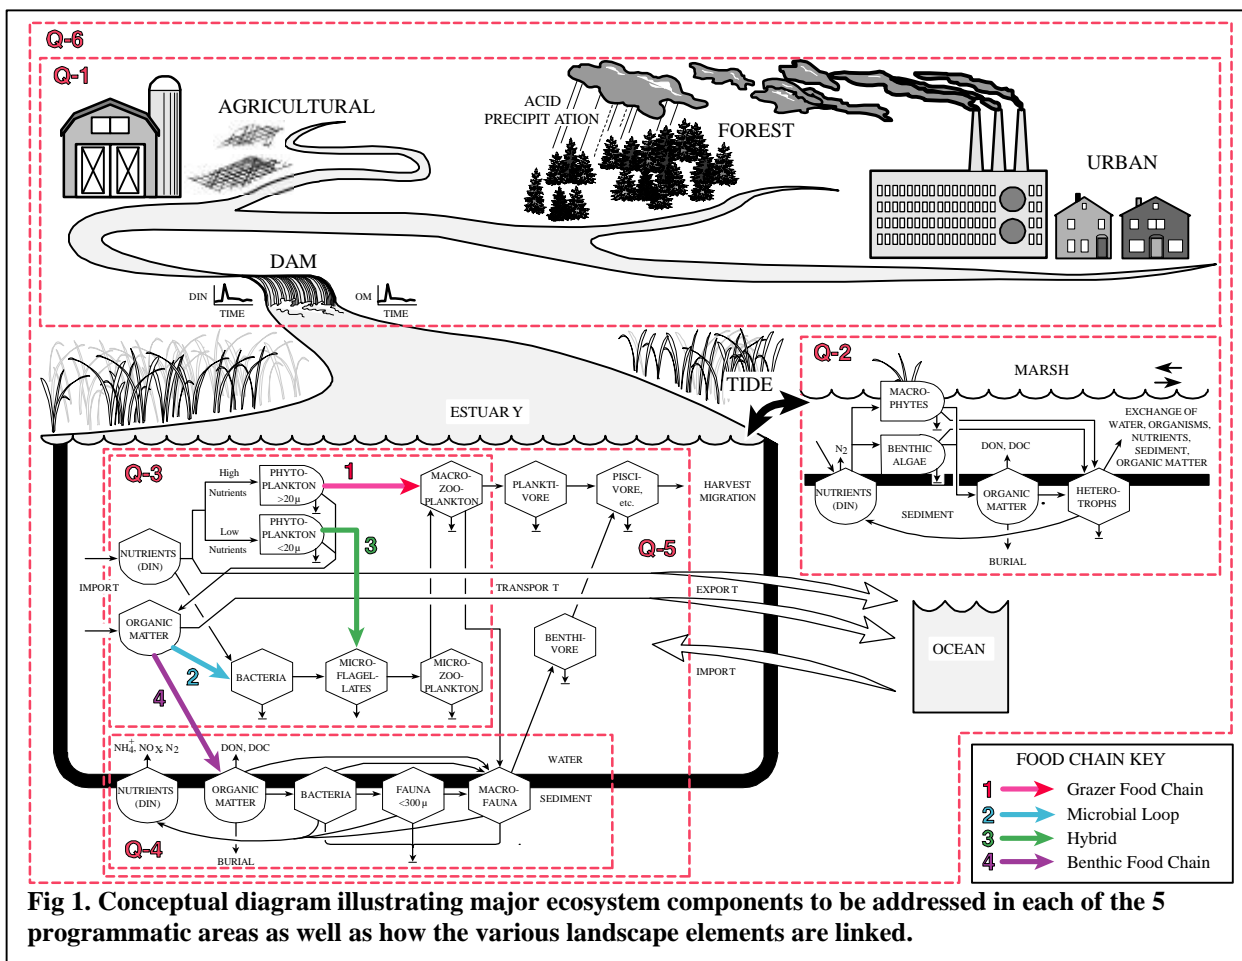 Q-6
Q-1
AGRICULTURAL
ACID
PRECIPIT ATION
FOREST
URBAN
DAM
DIN
TIME
OM
TIME
TIDE
ESTUAR Y
Q-2
MARSH
MACRO-
PHYTES
EXCHANGE OF
WATER, ORGANISMS,
NUTRIENTS,
SEDIMENT,
ORGANIC MATTER
N2
BENTHIC
ALGAE
DON, DOC
NUTRIENTS
(DIN)
SEDIMENT
ORGANIC
MATTER
HETERO-
TROPHS
BURIAL
Q-3
High
Nutrients
PHYTO-
PLANKTON
>20μ
1
MACRO-
ZOO-
PLANKTON
PLANKTI-
VORE
PISCI-
VORE,
etc.
HARVEST
MIGRATION
Low
Nutrients
PHYTO-
PLANKTON
<20μ
3
Q-5
NUTRIENTS
(DIN)
IMPORT
TRANSPOR T
EXPORT
ORGANIC
MATTER
2
4
BACTERIA
MICRO-
FLAGEL-
LATES
MICRO-
ZOO-
PLANKTON
BENTHI-
VORE
IMPORT
OCEAN
NH4+, NOX, N2
DON, DOC
WATER
NUTRIENTS
(DIN)
ORGANIC
MATTER
BACTERIA
FAUNA
<300μ
MACRO-
FAUNA
SEDIMENT
Q-4
BURIAL
FOOD CHAIN KEY
1 Grazer Food Chain
2 Microbial Loop
3 Hybrid
4 Benthic Food Chain
Fig 1. Conceptual diagram illustrating major ecosystem components to be addressed in each of the 5
programmatic areas as well as how the various landscape elements are linked.